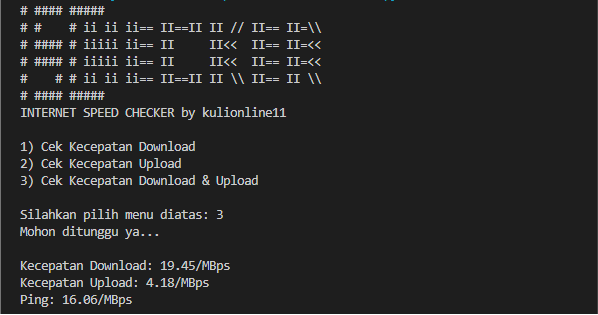 # #### #####
# #    # ii ii ii== II==II II // II== II=\\
# #### # iiiii ii== II     II<<  II== II=<<
# #### # iiiii ii== II     II<<  II== II=<<
#    # # ii ii ii== II==II II \\ II== II \\
# #### #####
INTERNET SPEED CHECKER by kulionline11
1) Cek Kecepatan Download
2) Cek Kecepatan Upload
3) Cek Kecepatan Download & Upload
Silahkan pilih menu diatas: 3
Mohon ditunggu ya...
Kecepatan Download: 19.45/MBps
Kecepatan Upload: 4.18/MBps
Ping: 16.06/MBps